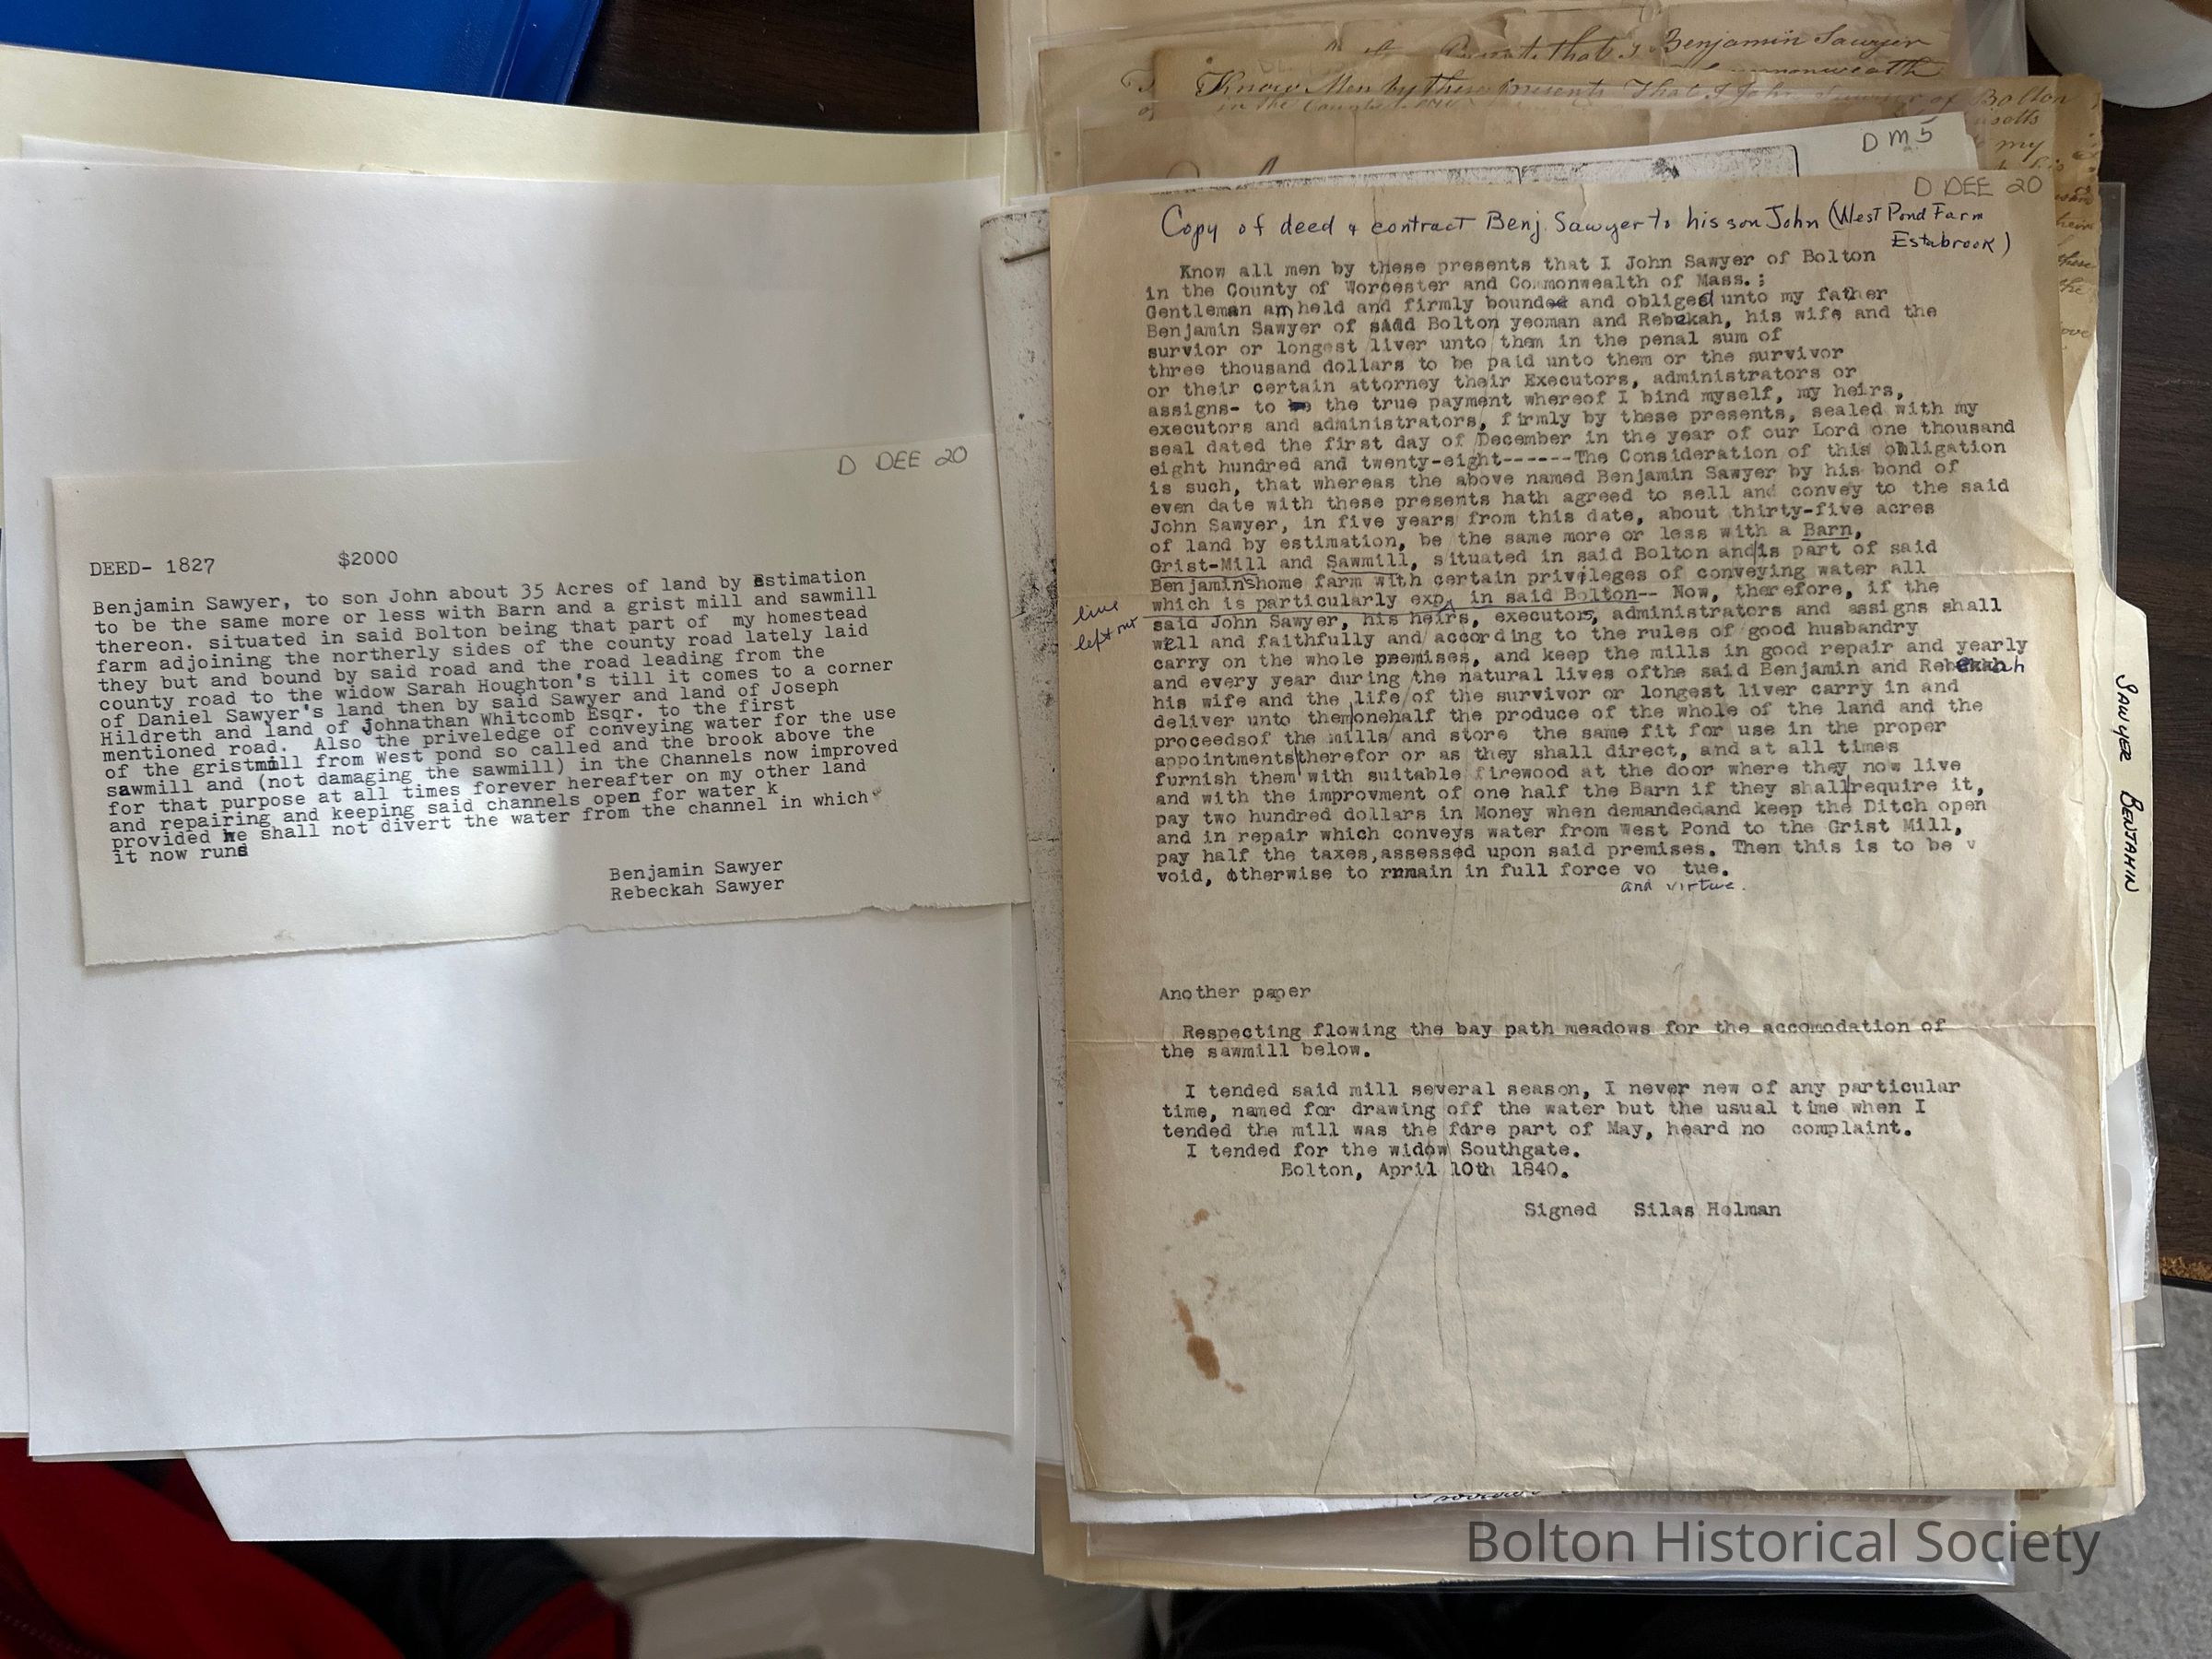 D DEE 20
DEED- 1827 $2000
Benjamin Sawyer, to son John about 35 Acres of land by Estimation
to be the same more or less with Barn and a grist mill and sawmill
thereon. situated in said Bolton being that part of my homestead
farm adjoining the northerly sides of the county road lately laid
they but and bound by said road and the road leading from the
county road to the widow Sarah Houghton's till it comes to a corner
of Daniel Sawyer's land then by said Sawyer and land of Joseph
Hildreth and land of Johnathan Whitcomb Esqr. to the first
mentioned road. Also the priveledge of conveying water for the use
of the gristmill from West pond so called and the brook above the
sawmill and (not damaging the sawmill) in the Channels now improved
for that purpose at all times forever hereafter on my other land
and repairing and keeping said channels open for water k
provided he shall not divert the water from the channel in which
it now runs
Benjamin Sawyer
Rebeckah Sawyer
that I Benjamin Sawyer
Know Men by these presents That I John Sawyer of Bolton
in the County
my
D M 5
D DEE 20
Copy of deed & contract Benj. Sawyer to his son John (West Pond Farm
Estabrook)
Know all men by these presents that I John Sawyer of Bolton
in the County of Worcester and Commonwealth of Mass.;
Gentleman am held and firmly bounded and obliged unto my father
Benjamin Sawyer of said Bolton yeoman and Rebekah, his wife and the
survior or longest liver unto them in the penal sum of
three thousand dollars to be paid unto them or the survivor
or their certain attorney their Executors, administrators or
assigns- to the true payment whereof I bind myself, my heirs,
executors and administrators, firmly by these presents, sealed with my
seal dated the first day of December in the year of our Lord one thousand
eight hundred and twenty-eight------The Consideration of this obligation
is such, that whereas the above named Benjamin Sawyer by his bond of
even date with these presents hath agreed to sell and convey to the said
John Sawyer, in five years from this date, about thirty-five acres
of land by estimation, be the same more or less with a Barn,
Grist-Mill and Sawmill, situated in said Bolton and is part of said
Benjamin's home farm with certain privileges of conveying water all
which is particularly exp in said Bolton-- Now, therefore, if the
line
left out
said John Sawyer, his heirs, executors, administrators and assigns shall
well and faithfully and according to the rules of good husbandry
carry on the whole premises, and keep the mills in good repair and yearly
and every year during the natural lives ofthe said Benjamin and Rebekah
his wife and the life of the survivor or longest liver carry in and
deliver unto them|onehalf the produce of the whole of the land and the
proceedsof the mills and store the same fit for use in the proper
appointments|therefor or as they shall direct, and at all times
furnish them with suitable firewood at the door where they now live
and with the improvment of one half the Barn if they shall|require it,
pay two hundred dollars in Money when demandedand keep the Ditch open
and in repair which conveys water from West Pond to the Grist Mill,
pay half the taxes,assessed upon said premises. Then this is to be v
void, otherwise to rnmain in full force vo tue.
and virtue.
Another paper
Respecting flowing the bay path meadows for the accomodation of
the sawmill below.
I tended said mill several season, I never new of any particular
time, named for drawing off the water but the usual time when I
tended the mill was the fore part of May, heard no complaint.
I tended for the widow Southgate.
Bolton, April 10th 1840.
Signed Silas Holman
SAWYER BENJAMIN
Bolton Historical Society